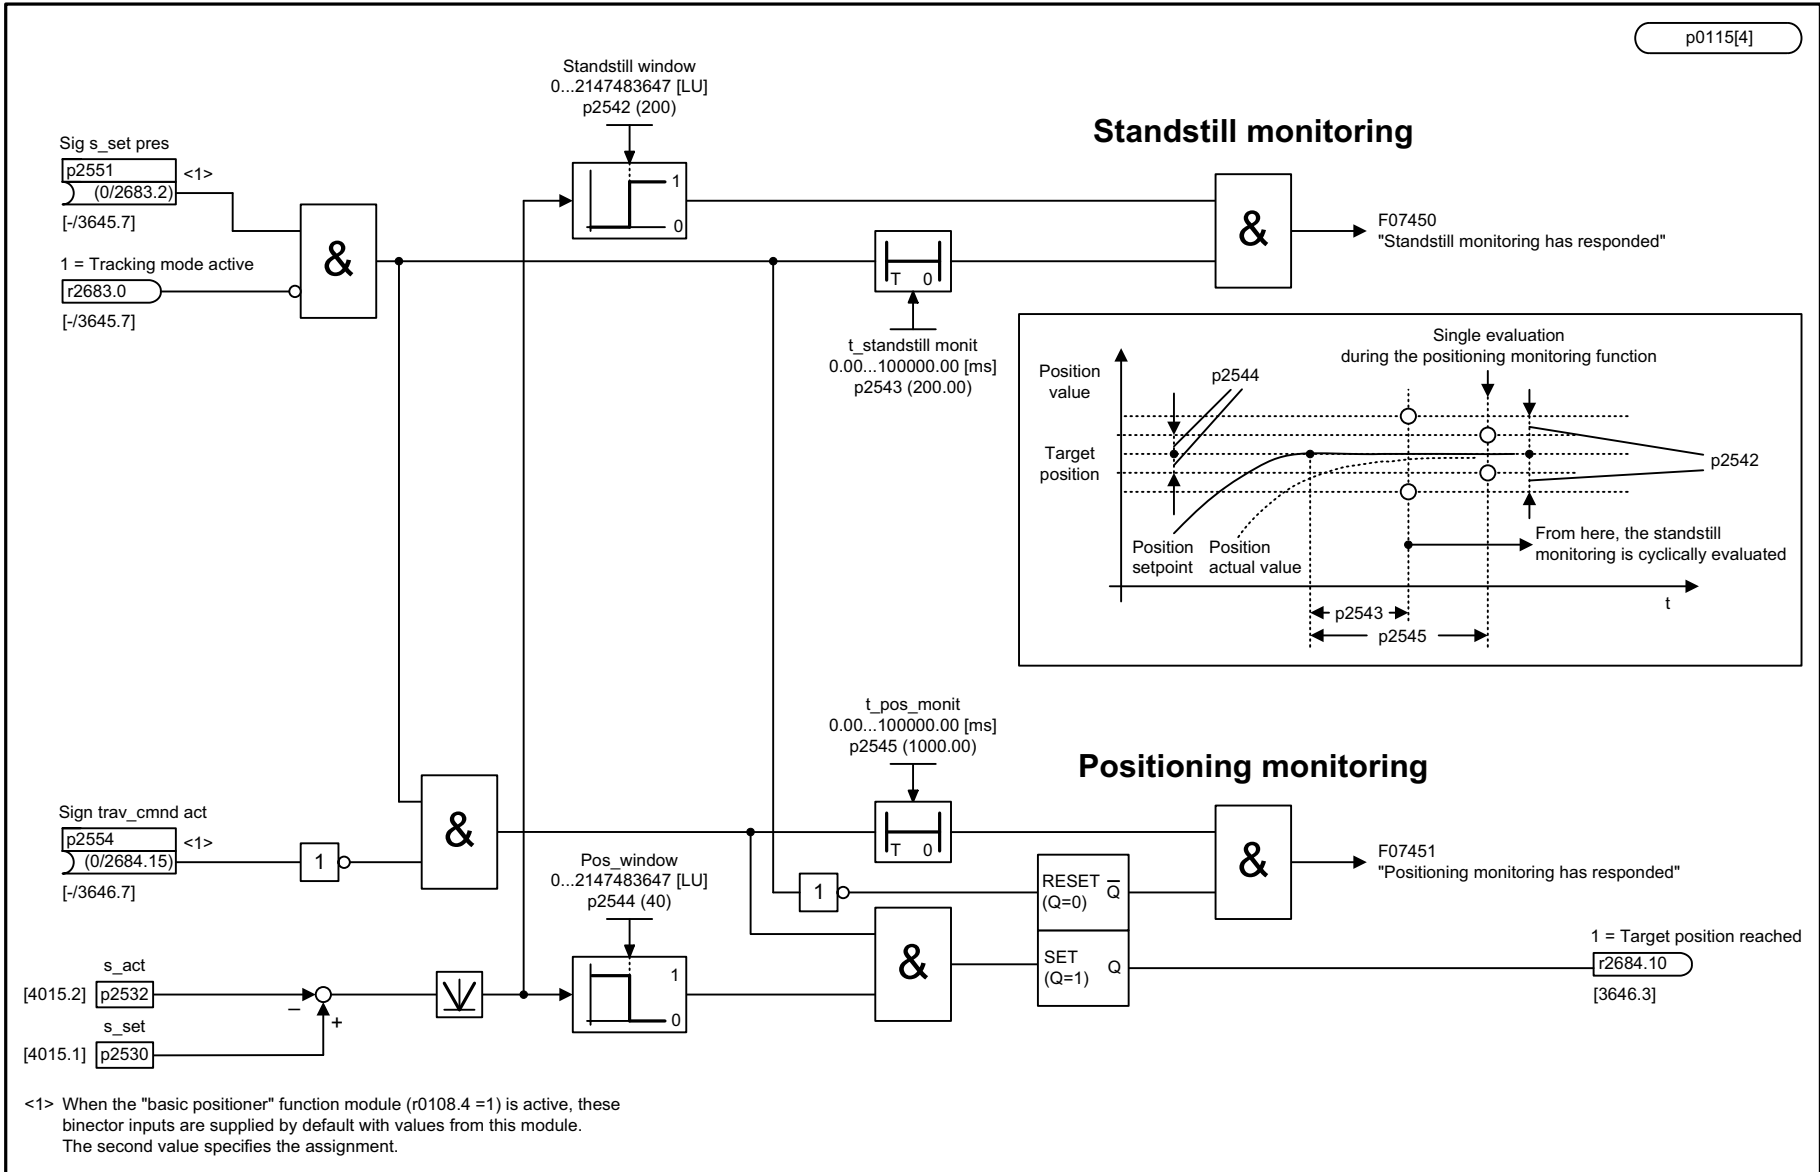 p0115[4]
Standstill window
0...2147483647 [LU]
p2542 (200)
Standstill monitoring
Sig s_set pres
p2551
<1>
(0/2683.2)
[-/3645.7]
1
0
&
&
F07450
"Standstill monitoring has responded"
1 = Tracking mode active
r2683.0
[-/3645.7]
T 0
t_standstill monit
0.00...100000.00 [ms]
p2543 (200.00)
Single evaluation
during the positioning monitoring function
Position
value
p2544
Target
position
p2542
Position
setpoint
Position
actual value
From here, the standstill
monitoring is cyclically evaluated
t
p2543
p2545
t_pos_monit
0.00...100000.00 [ms]
p2545 (1000.00)
Positioning monitoring
Sign trav_cmnd act
p2554
<1>
(0/2684.15)
[-/3646.7]
1
&
T 0
&
F07451
"Positioning monitoring has responded"
Pos_window
0...2147483647 [LU]
p2544 (40)
1
RESET Q
(Q=0)
SET Q
(Q=1)
&
1 = Target position reached
r2684.10
[3646.3]
s_act
[4015.2] p2532
–
+
1
0
s_set
[4015.1] p2530
<1> When the "basic positioner" function module (r0108.4 =1) is active, these
binector inputs are supplied by default with values from this module.
The second value specifies the assignment.